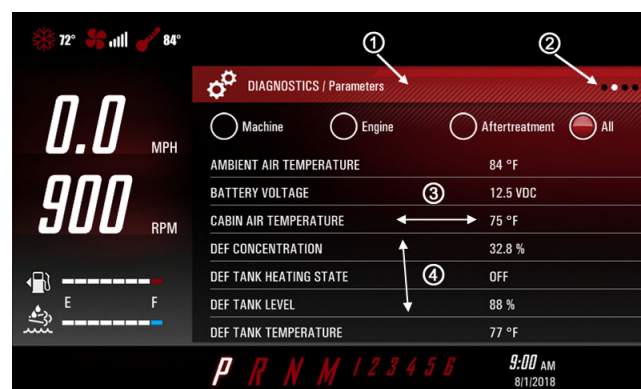 72° 84°
①
②
DIAGNOSTICS / Parameters
Machine Engine Aftertreatment All
0.0 MPH
900 RPM
AMBIENT AIR TEMPERATURE 84 °F
BATTERY VOLTAGE 12.5 VDC
③
CABIN AIR TEMPERATURE 75 °F
DEF CONCENTRATION 32.8 %
DEF TANK HEATING STATE OFF
④
DEF TANK LEVEL 88 %
DEF TANK TEMPERATURE 77 °F
E F
P R N M 1 2 3 4 5 6
9:00 AM
8/1/2018